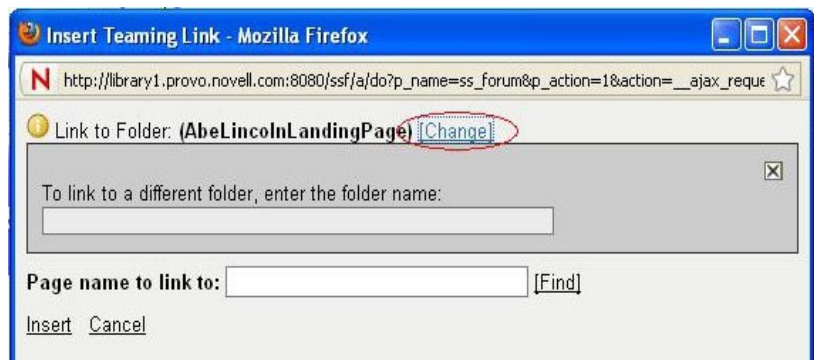 Insert Teaming Link - Mozilla Firefox
N http://library1.provo.novell.com:8080/ssf/a/do?p_name=ss_forum&p_action=1&action=__ajax_reque
Link to Folder: (AbeLincolnLandingPage) [Change]
To link to a different folder, enter the folder name:
Page name to link to: [Find]
Insert Cancel